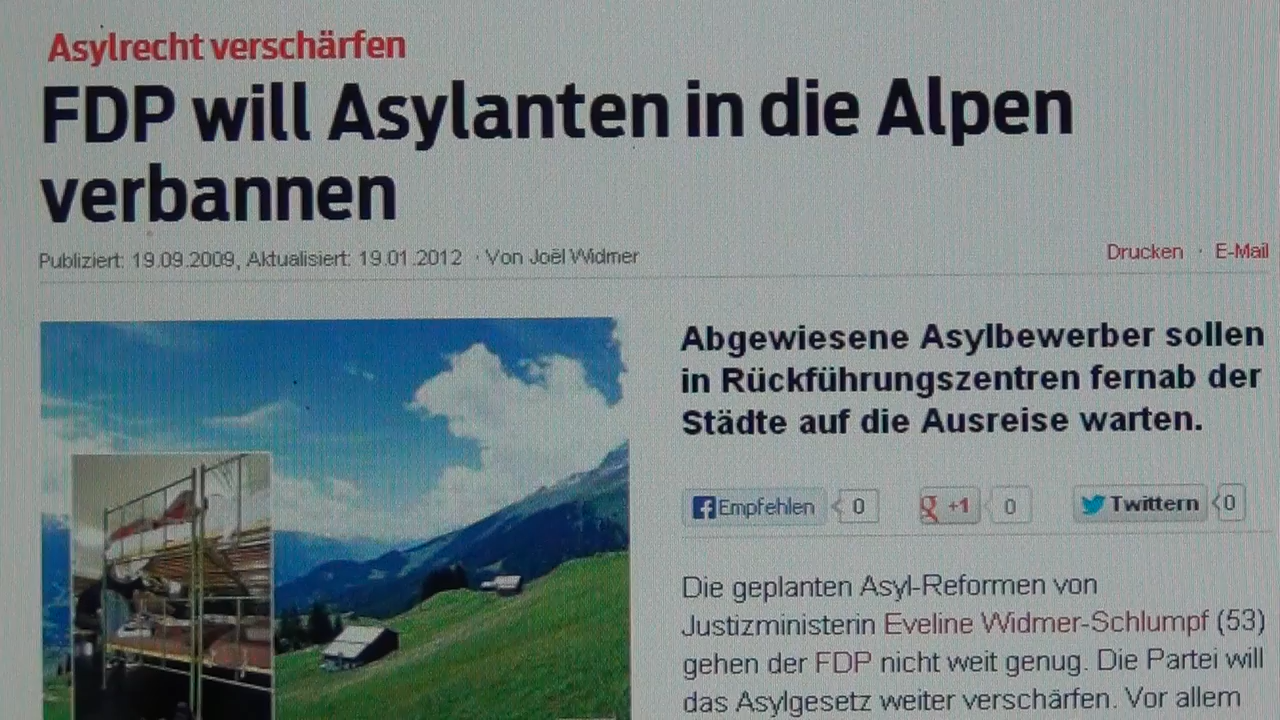 Asylrecht verschärfen
FDP will Asylanten in die Alpen
verbannen
Publiziert: 19.09.2009, Aktualisiert: 19.01.2012 · Von Joël Widmer
Drucken · E-Mail
Abgewiesene Asylbewerber sollen
in Rückführungszentren fernab der
Städte auf die Ausreise warten.
Empfehlen 0 +1 0 Twittern 0
Die geplanten Asyl-Reformen von
Justizministerin Eveline Widmer-Schlumpf (53)
gehen der FDP nicht weit genug. Die Partei will
das Asylgesetz weiter verschärfen. Vor allem